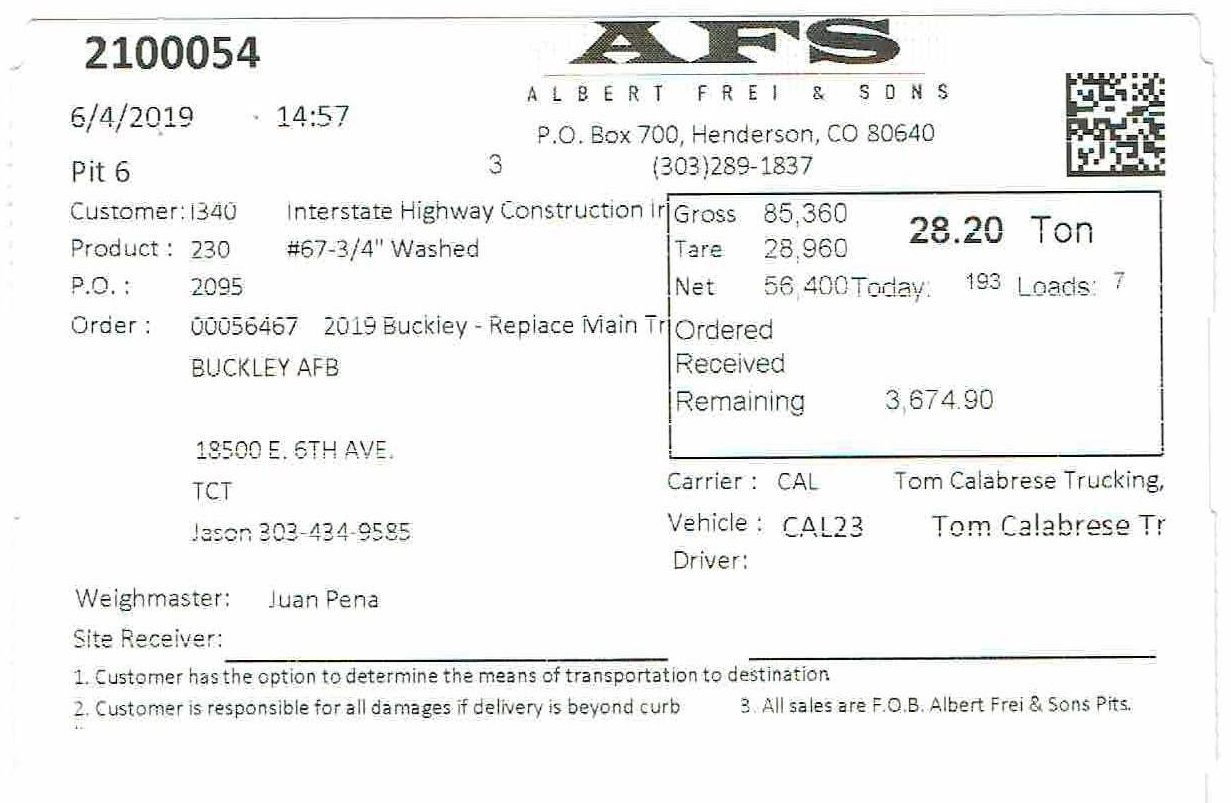 2100054
AFS
ALBERT FREI & SONS
6/4/2019 14:57
P.O. Box 700, Henderson, CO 80640
Pit 6 3 (303)289-1837
Customer: I340 Interstate Highway Construction Ir
Product : 230 #67-3/4" Washed
P.O. : 2095
Order : 00056467 2019 Buckley - Replace Main Tr
BUCKLEY AFB
18500 E. 6TH AVE.
TCT
Jason 303-434-9585
Gross 85,360 28.20 Ton
Tare 28,960
Net 56,400 Today: 193 Loads: 7
Ordered
Received
Remaining 3,674.90
Carrier : CAL Tom Calabrese Trucking,
Vehicle : CAL23 Tom Calabrese Tr
Driver:
Weighmaster: Juan Pena
Site Receiver:
1. Customer has the option to determine the means of transportation to destination
2. Customer is responsible for all damages if delivery is beyond curb 3. All sales are F.O.B. Albert Frei & Sons Pits.